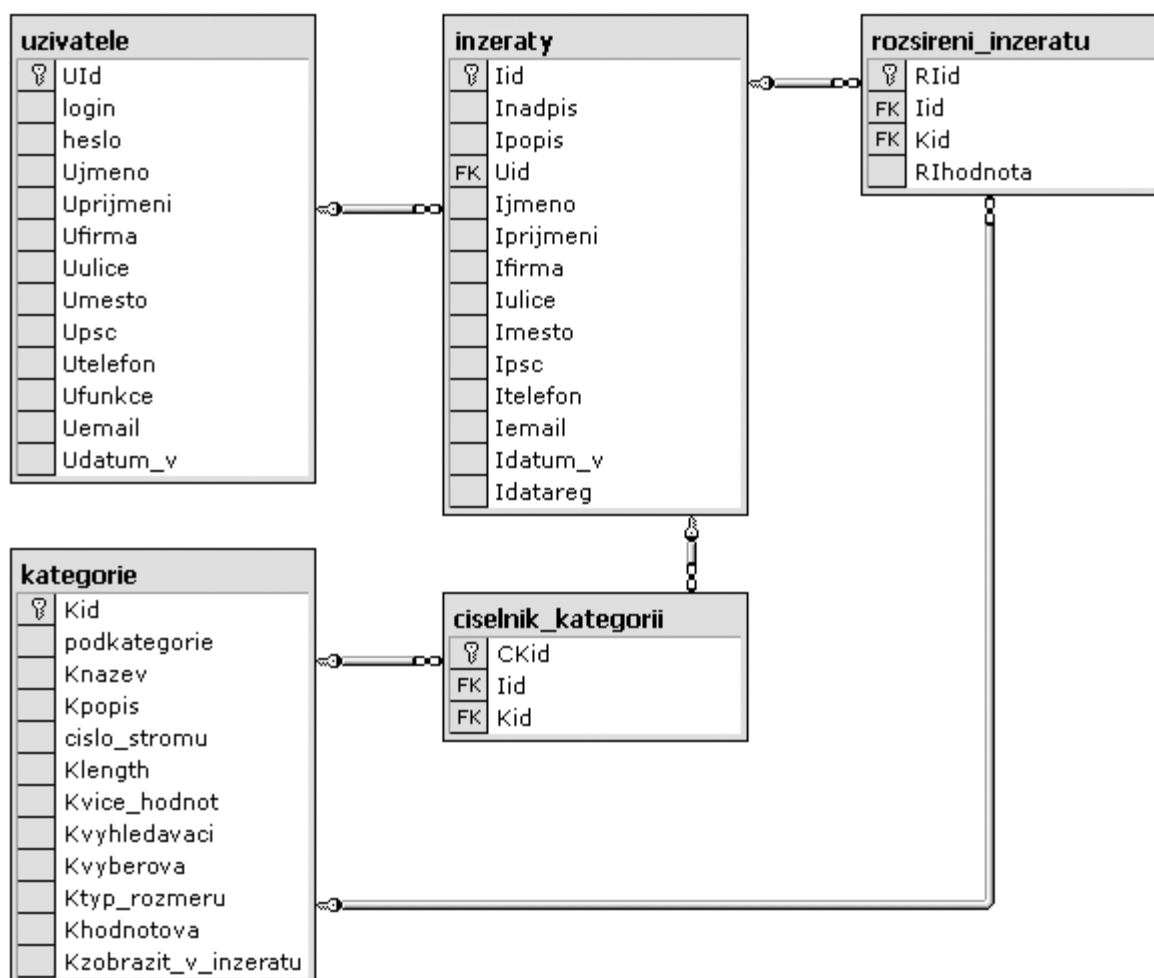 uzivatele
UId
login
heslo
Ujmeno
Uprijmeni
Ufirma
Uulice
Umesto
Upsc
Utelefon
Ufunkce
Uemail
Udatum_v
inzeraty
Iid
Inadpis
Ipopis
FK Uid
Ijmeno
Iprijmeni
Ifirma
Iulice
Imesto
Ipsc
Itelefon
Iemail
Idatum_v
Idatareg
rozsireni_inzeratu
RIid
FK Iid
FK Kid
RIhodnota
kategorie
Kid
podkategorie
Knazev
Kpopis
cislo_stromu
Klength
Kvice_hodnot
Kvyhledavaci
Kvyberova
Ktyp_rozmeru
Khodnotova
Kzobrazit_v_inzeratu
ciselnik_kategorii
CKid
FK Iid
FK Kid